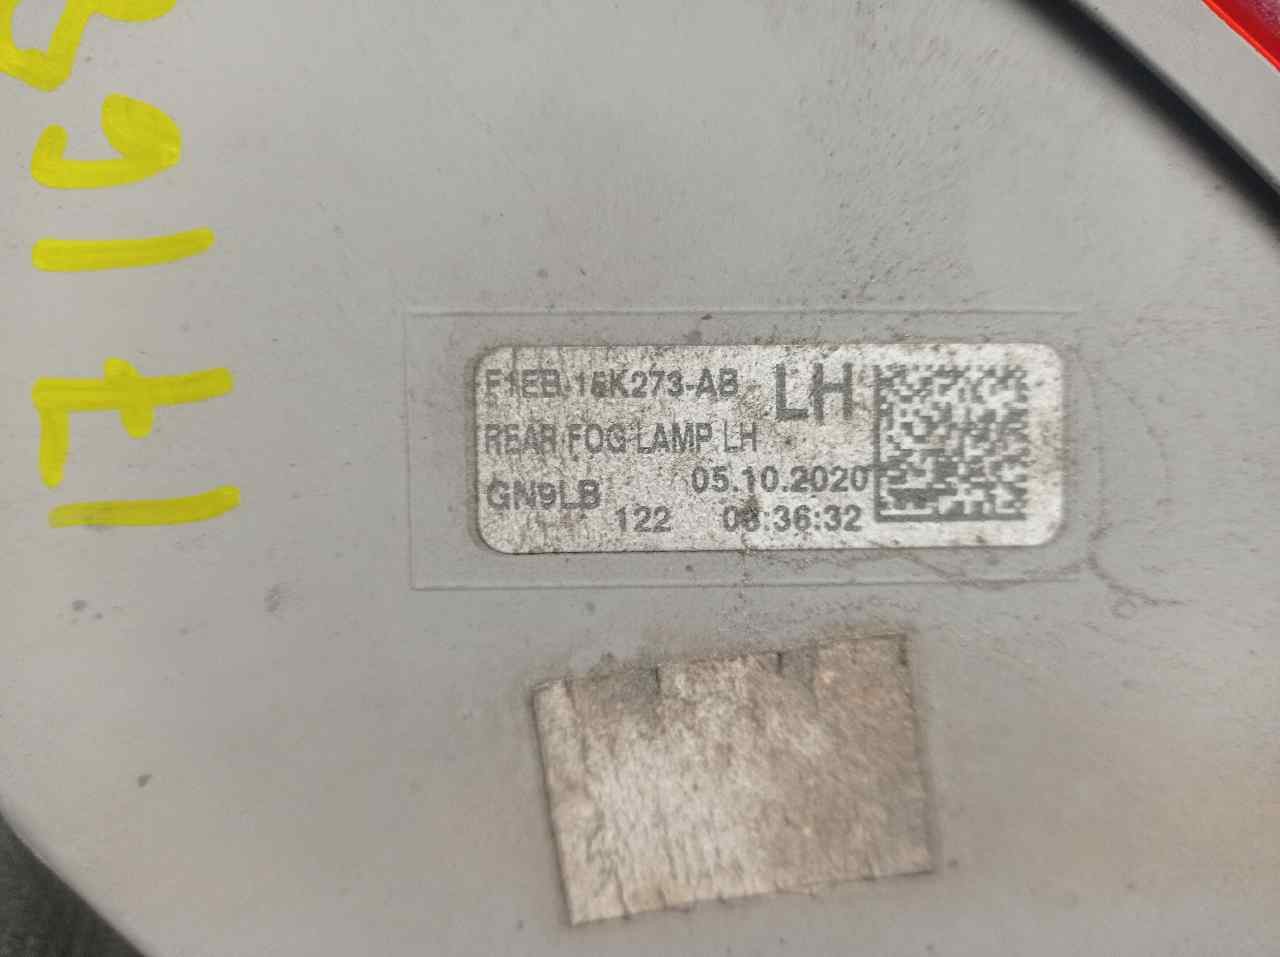 F1EB-15K273-AB LH
REAR FOG LAMP LH
GN9LB 05.10.2020
122 08:36:32